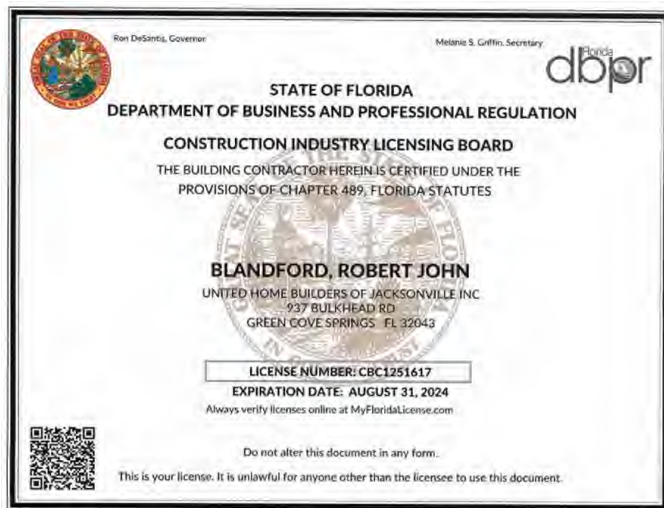 Ron DeSantis, Governor
Melanie S. Griffin, Secretary
Florida
dbpr
STATE OF FLORIDA
DEPARTMENT OF BUSINESS AND PROFESSIONAL REGULATION
CONSTRUCTION INDUSTRY LICENSING BOARD
THE BUILDING CONTRACTOR HEREIN IS CERTIFIED UNDER THE
PROVISIONS OF CHAPTER 489, FLORIDA STATUTES
BLANDFORD, ROBERT JOHN
UNITED HOME BUILDERS OF JACKSONVILLE INC
937 BULKHEAD RD
GREEN COVE SPRINGS FL 32043
LICENSE NUMBER: CBC1251617
EXPIRATION DATE: AUGUST 31, 2024
Always verify licenses online at MyFloridaLicense.com
Do not alter this document in any form.
This is your license. It is unlawful for anyone other than the licensee to use this document.